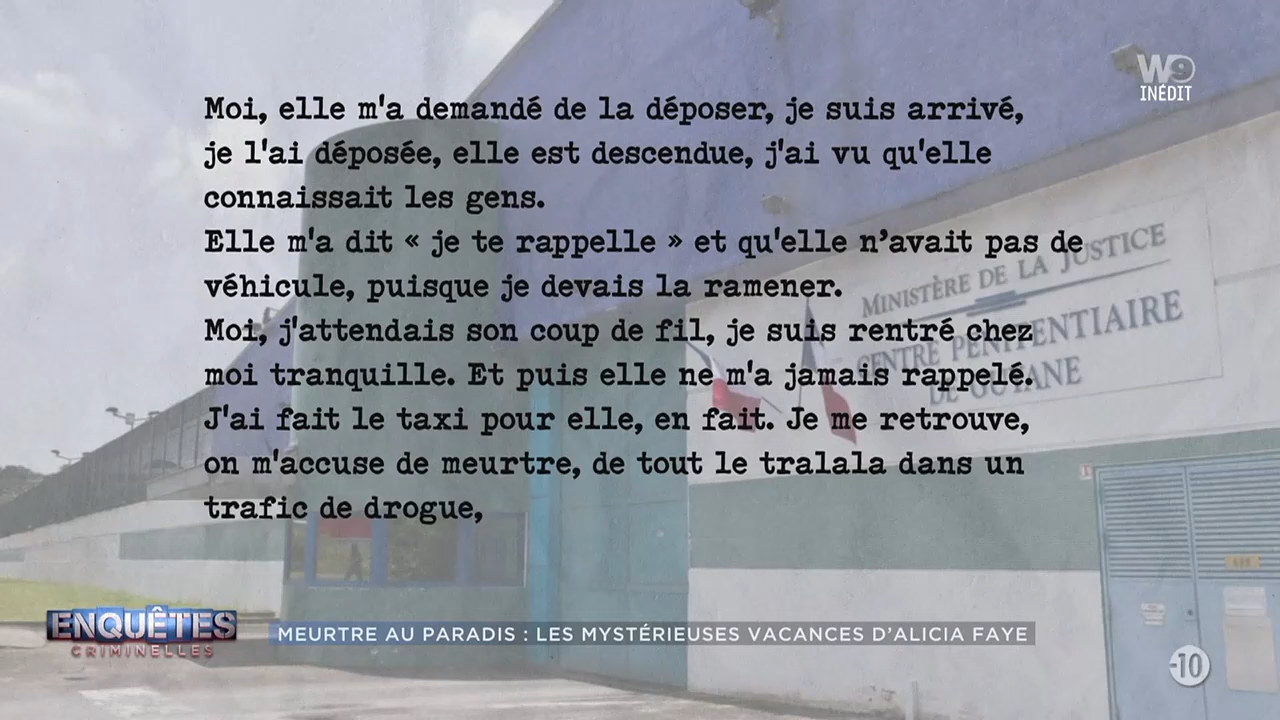 W9
INÉDIT
Moi, elle m'a demandé de la déposer, je suis arrivé,
je l'ai déposée, elle est descendue, j'ai vu qu'elle
connaissait les gens.
Elle m'a dit « je te rappelle » et qu'elle n’avait pas de
véhicule, puisque je devais la ramener.
Moi, j'attendais son coup de fil, je suis rentré chez
moi tranquille. Et puis elle ne m'a jamais rappelé.
J'ai fait le taxi pour elle, en fait. Je me retrouve,
on m'accuse de meurtre, de tout le tralala dans un
trafic de drogue,
MINISTÈRE DE LA JUSTICE
CENTRE PÉNITENTIAIRE
DE GUYANE
ENQUÊTES
CRIMINELLES
MEURTRE AU PARADIS : LES MYSTÉRIEUSES VACANCES D’ALICIA FAYE
-10